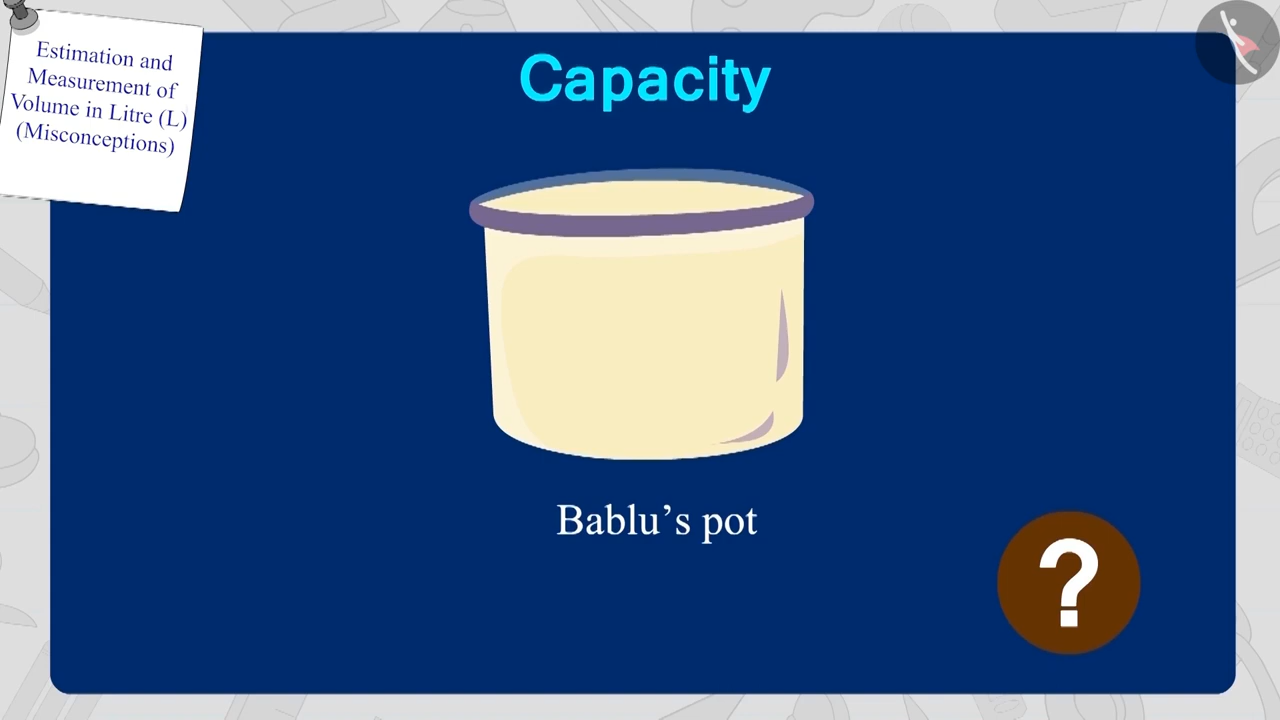 Estimation and
Measurement of
Volume in Litre (L)
(Misconceptions)
Capacity
Bablu’s pot
?